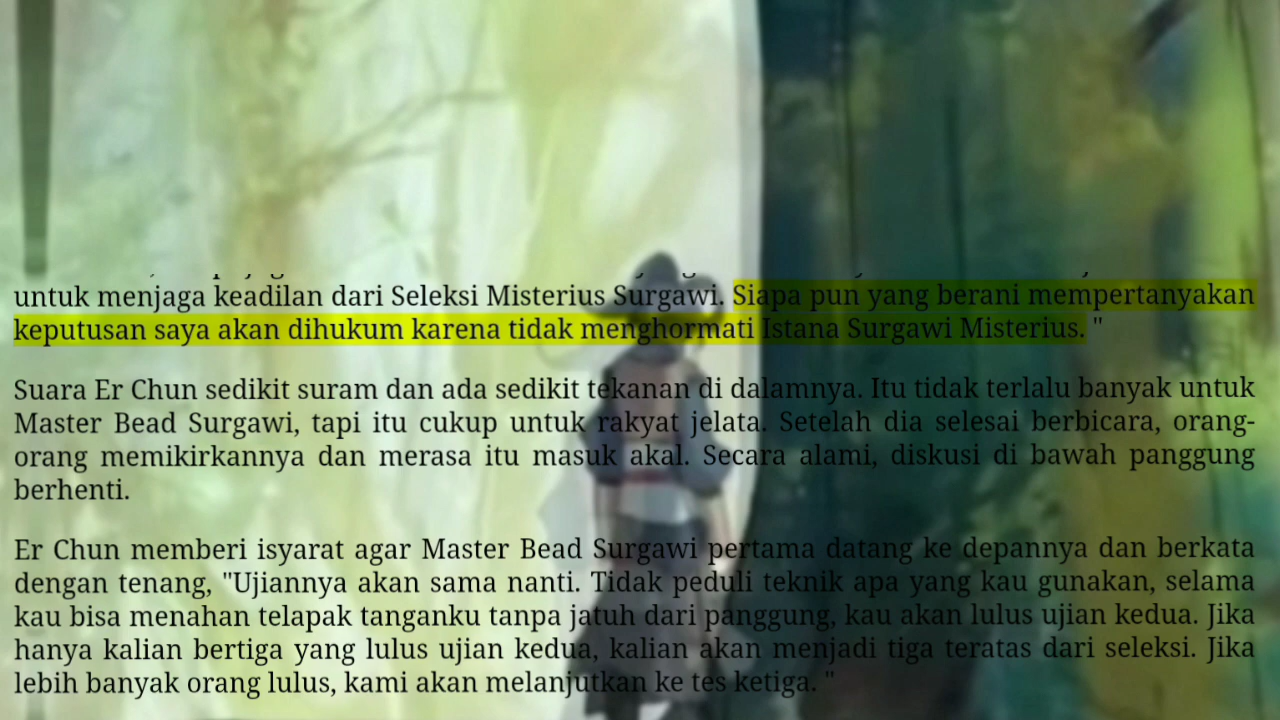 untuk menjaga keadilan dari Seleksi Misterius Surgawi. Siapa pun yang berani mempertanyakan
keputusan saya akan dihukum karena tidak menghormati Istana Surgawi Misterius. "
Suara Er Chun sedikit suram dan ada sedikit tekanan di dalamnya. Itu tidak terlalu banyak untuk
Master Bead Surgawi, tapi itu cukup untuk rakyat jelata. Setelah dia selesai berbicara, orang-
orang memikirkannya dan merasa itu masuk akal. Secara alami, diskusi di bawah panggung
berhenti.
Er Chun memberi isyarat agar Master Bead Surgawi pertama datang ke depannya dan berkata
dengan tenang, "Ujiannya akan sama nanti. Tidak peduli teknik apa yang kau gunakan, selama
kau bisa menahan telapak tanganku tanpa jatuh dari panggung, kau akan lulus ujian kedua. Jika
hanya kalian bertiga yang lulus ujian kedua, kalian akan menjadi tiga teratas dari seleksi. Jika
lebih banyak orang lulus, kami akan melanjutkan ke tes ketiga. "